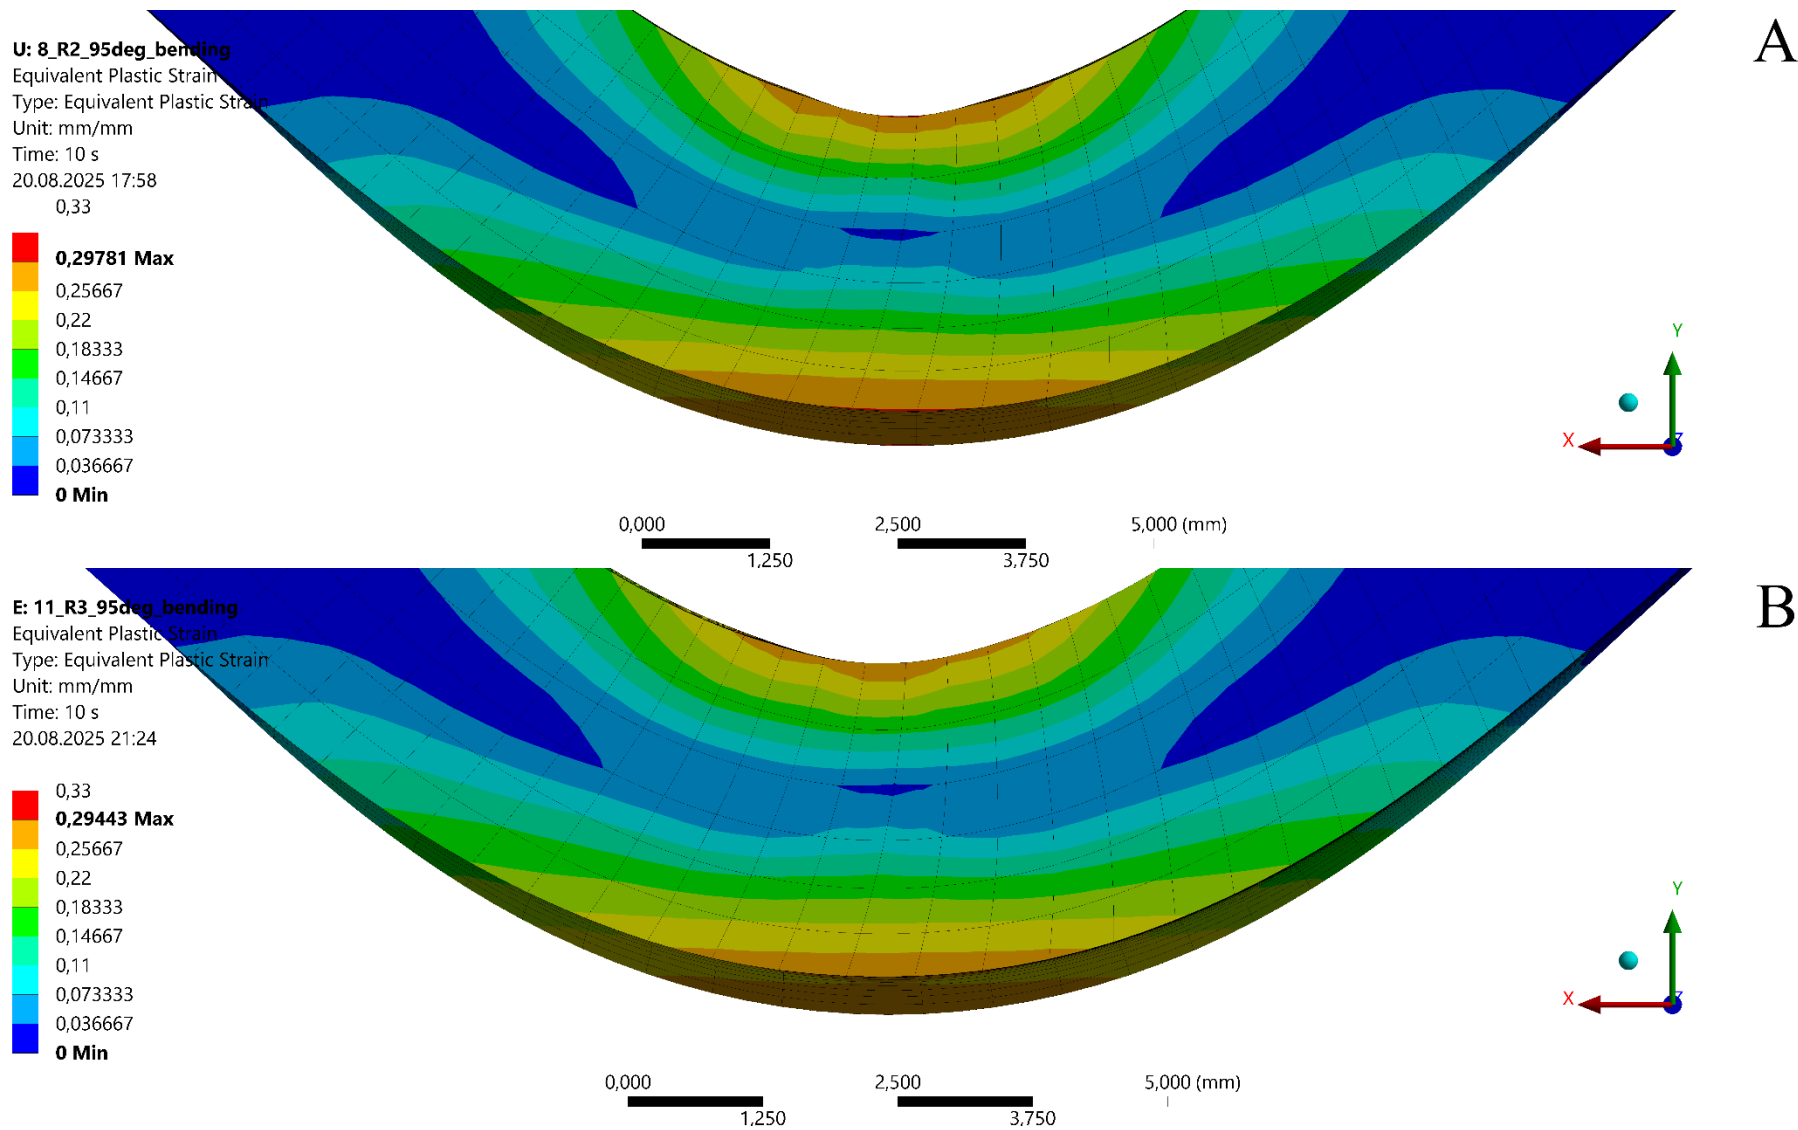 A
U: 8_R2_95deg_bending
Equivalent Plastic Strain
Type: Equivalent Plastic Strain
Unit: mm/mm
Time: 10 s
20.08.2025 17:58
0,33
0,29781 Max
0,25667
0,22
0,18333
0,14667
0,11
0,073333
0,036667
0 Min
Y
X
Z
0,000 2,500 5,000 (mm)
1,250 3,750
B
E: 11_R3_95deg_bending
Equivalent Plastic Strain
Type: Equivalent Plastic Strain
Unit: mm/mm
Time: 10 s
20.08.2025 21:24
0,33
0,29443 Max
0,25667
0,22
0,18333
0,14667
0,11
0,073333
0,036667
0 Min
Y
X
Z
0,000 2,500 5,000 (mm)
1,250 3,750